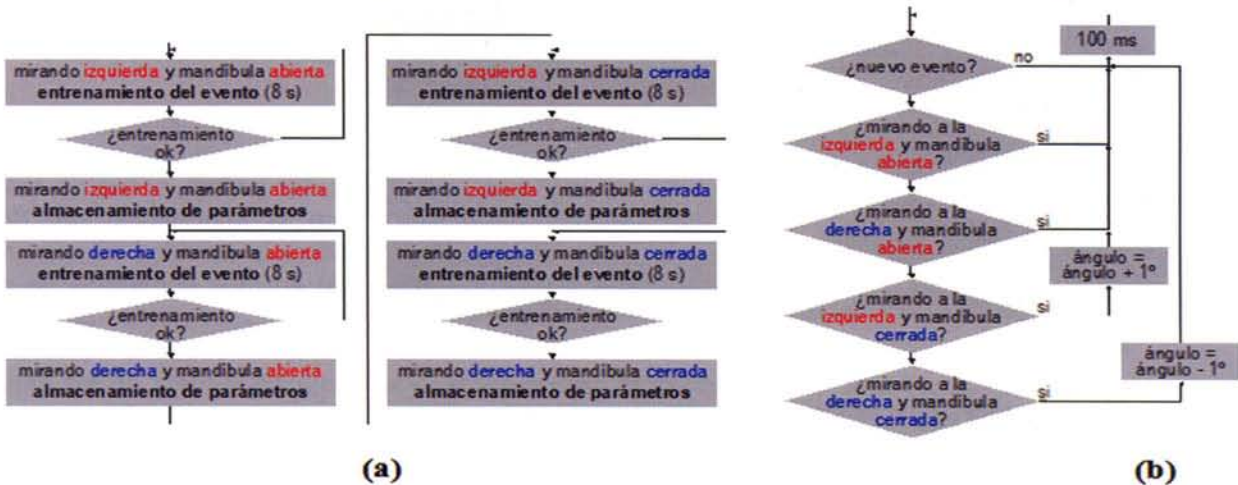 mirando izquierda y mandíbula abierta
entrenamiento del evento (8 s)
¿entrenamiento
ok?
mirando izquierda y mandíbula abierta
almacenamiento de parámetros
mirando derecha y mandíbula abierta
entrenamiento del evento (8 s)
¿entrenamiento
ok?
mirando derecha y mandíbula abierta
almacenamiento de parámetros
mirando izquierda y mandíbula cerrada
entrenamiento del evento (8 s)
¿entrenamiento
ok?
mirando izquierda y mandíbula cerrada
almacenamiento de parámetros
mirando derecha y mandíbula cerrada
entrenamiento del evento (8 s)
¿entrenamiento
ok?
mirando derecha y mandíbula cerrada
almacenamiento de parámetros
(a)
¿nuevo evento?
no
100 ms
¿mirando a la
izquierda y mandíbula
abierta?
si
¿mirando a la
derecha y mandíbula
abierta?
si
ángulo =
ángulo + 1º
¿mirando a la
izquierda y mandíbula
cerrada?
si
ángulo =
ángulo - 1º
¿mirando a la
derecha y mandíbula
cerrada?
si
(b)